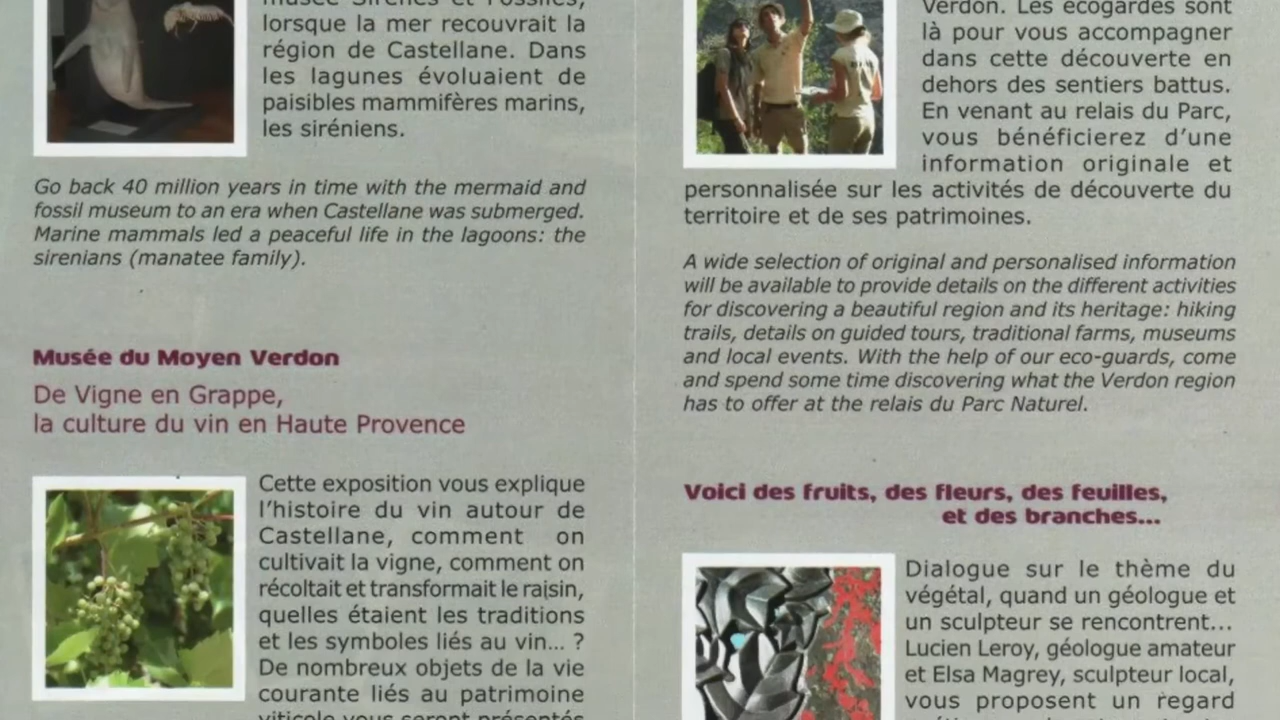 musée Sirènes et Fossiles,
lorsque la mer recouvrait la
région de Castellane. Dans
les lagunes évoluaient de
paisibles mammifères marins,
les siréniens.
Go back 40 million years in time with the mermaid and
fossil museum to an era when Castellane was submerged.
Marine mammals led a peaceful life in the lagoons: the
sirenians (manatee family).
Musée du Moyen Verdon
De Vigne en Grappe,
la culture du vin en Haute Provence
Cette exposition vous explique
l'histoire du vin autour de
Castellane, comment on
cultivait la vigne, comment on
récoltait et transformait le raisin,
quelles étaient les traditions
et les symboles liés au vin... ?
De nombreux objets de la vie
courante liés au patrimoine
viticole vous seront présentés
Verdon. Les écogardes sont
là pour vous accompagner
dans cette découverte en
dehors des sentiers battus.
En venant au relais du Parc,
vous bénéficierez d'une
information originale et
personnalisée sur les activités de découverte du
territoire et de ses patrimoines.
A wide selection of original and personalised information
will be available to provide details on the different activities
for discovering a beautiful region and its heritage: hiking
trails, details on guided tours, traditional farms, museums
and local events. With the help of our eco-guards, come
and spend some time discovering what the Verdon region
has to offer at the relais du Parc Naturel.
Voici des fruits, des fleurs, des feuilles,
et des branches...
Dialogue sur le thème du
végétal, quand un géologue et
un sculpteur se rencontrent...
Lucien Leroy, géologue amateur
et Elsa Magrey, sculpteur local,
vous proposent un regard